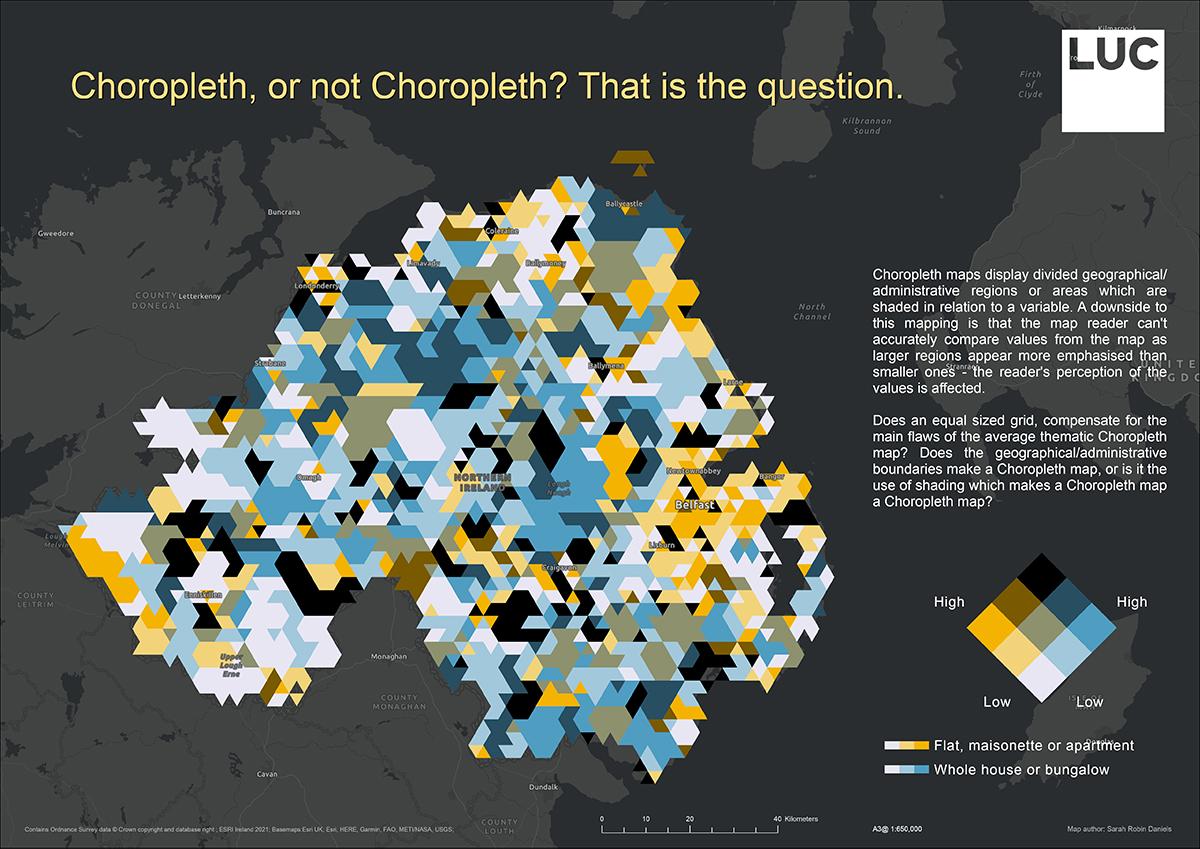 Kilmarnock
LUC
Choropleth, or not Choropleth? That is the question.
Firth
of
Clyde
Kilbrannan
Sound
Ballycastle
Buncrana
Gweedore
Coleraine
Limavady
Ballymoney
Londonderry
COUNTY
DONEGAL
Letterkenny
North
Channel
Choropleth maps display divided geographical/
administrative regions or areas which are
shaded in relation to a variable. A downside to
this mapping is that the map reader can't
accurately compare values from the map as
larger regions appear more emphasised than
smaller ones - the reader's perception of the
values is affected.
Strabane
Ballymena
Larne
Does an equal sized grid, compensate for the
main flaws of the average thematic Choropleth
map? Does the geographical/administrative
boundaries make a Choropleth map, or is it the
use of shading which makes a Choropleth map
a Choropleth map?
Omagh
NORTHERN
IRELAND
Lough
Neagh
Newtownabbey
Bangor
Belfast
Lough
Melvin
Lisburn
Craigavon
COUNTY
LEITRIM
Enniskillen
Upper
Lough
Erne
Monaghan
COUNTY
MONAGHAN
High
High
Low
Low
ISLE OF
Douglas
Flat, maisonette or apartment
Whole house or bungalow
Cavan
Dundalk
COUNTY
LOUTH
0 10 20 40 Kilometers
Contains Ordnance Survey data © Crown copyright and database right ; ESRI Ireland 2021; Basemaps:Esri UK, Esri, HERE, Garmin, FAO, METI/NASA, USGS;
A3@ 1:650,000
Map author: Sarah Robin Daniels